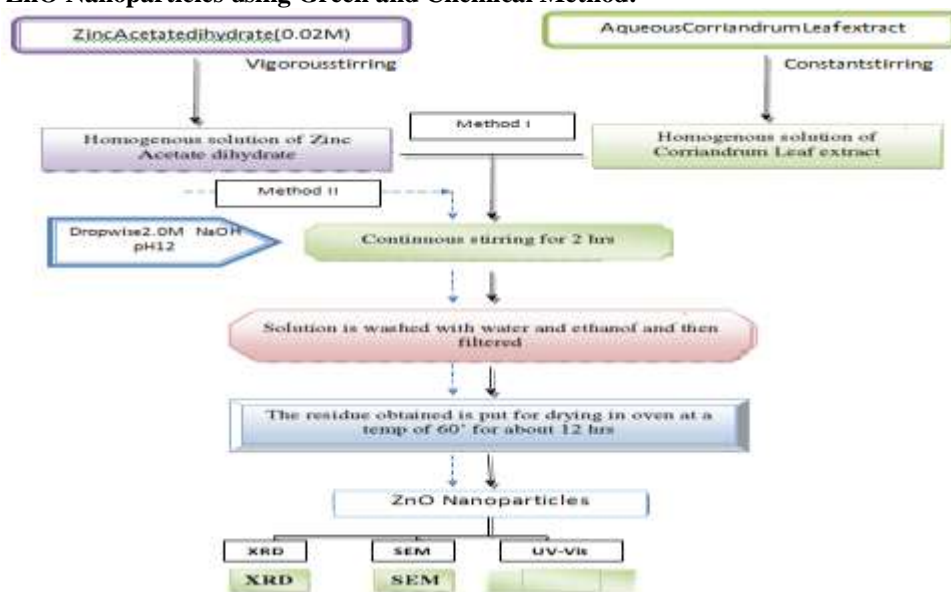 ZnO Nanoparticles using Green and Chemical Method:
ZincAcetatedihydrate(0.02M)
AqueousCorriandrumLeafextract
Vigorousstirring
Constantstirring
Method I
Homogenous solution of Zinc
Acetate dihydrate
Homogenous solution of
Corriandrum Leaf extract
Method II
Dropwise2.0M NaOH
pH12
Continuous stirring for 2 hrs
Solution is washed with water and ethanol and then
filtered
The residue obtained is put for drying in oven at a
temp of 60° for about 12 hrs
ZnO Nanoparticles
XRD SEM UV-Vis
XRD SEM